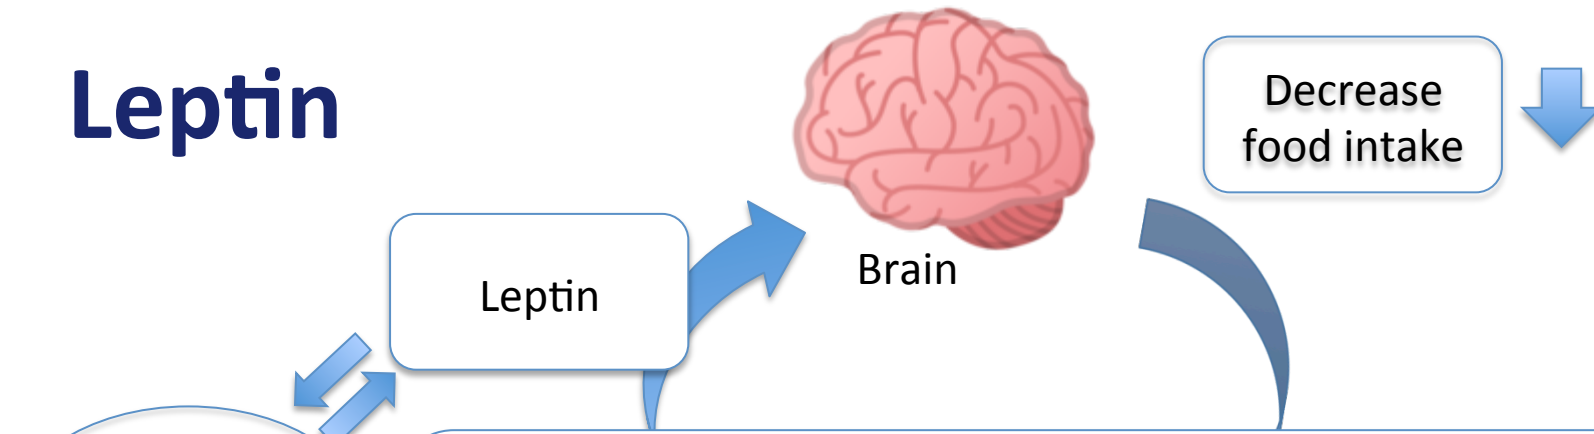 Leptin
Decrease
food intake
Leptin
Brain